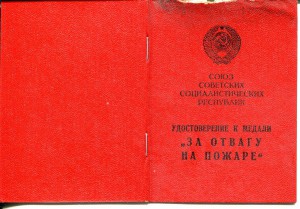 СОЮЗ
СОВЕТСКИХ
СОЦИАЛИСТИЧЕСКИХ
РЕСПУБЛИК
УДОСТОВЕРЕНИЕ К МЕДАЛИ
„ЗА ОТВАГУ
НА ПОЖАРЕ“